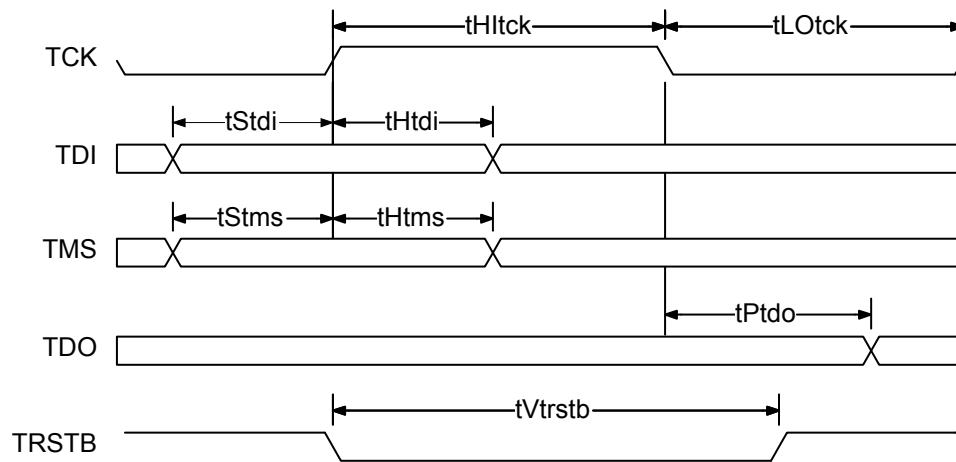 tHItck tLOtck
TCK
tStdi tHtdi
TDI
tStms tHtms
TMS
tPtdo
TDO
tVtrstb
TRSTB